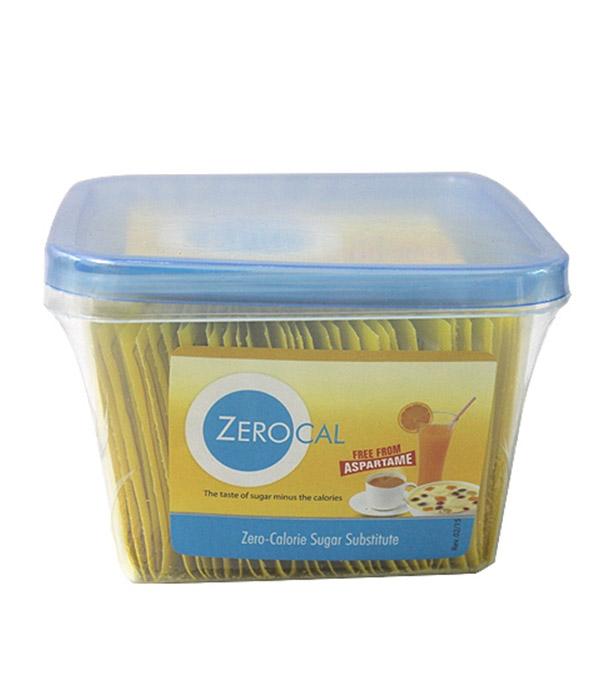 ZEROCAL
FREE FROM
ASPARTAME
The taste of sugar minus the calories
Zero-Calorie Sugar Substitute
Rev.02/15